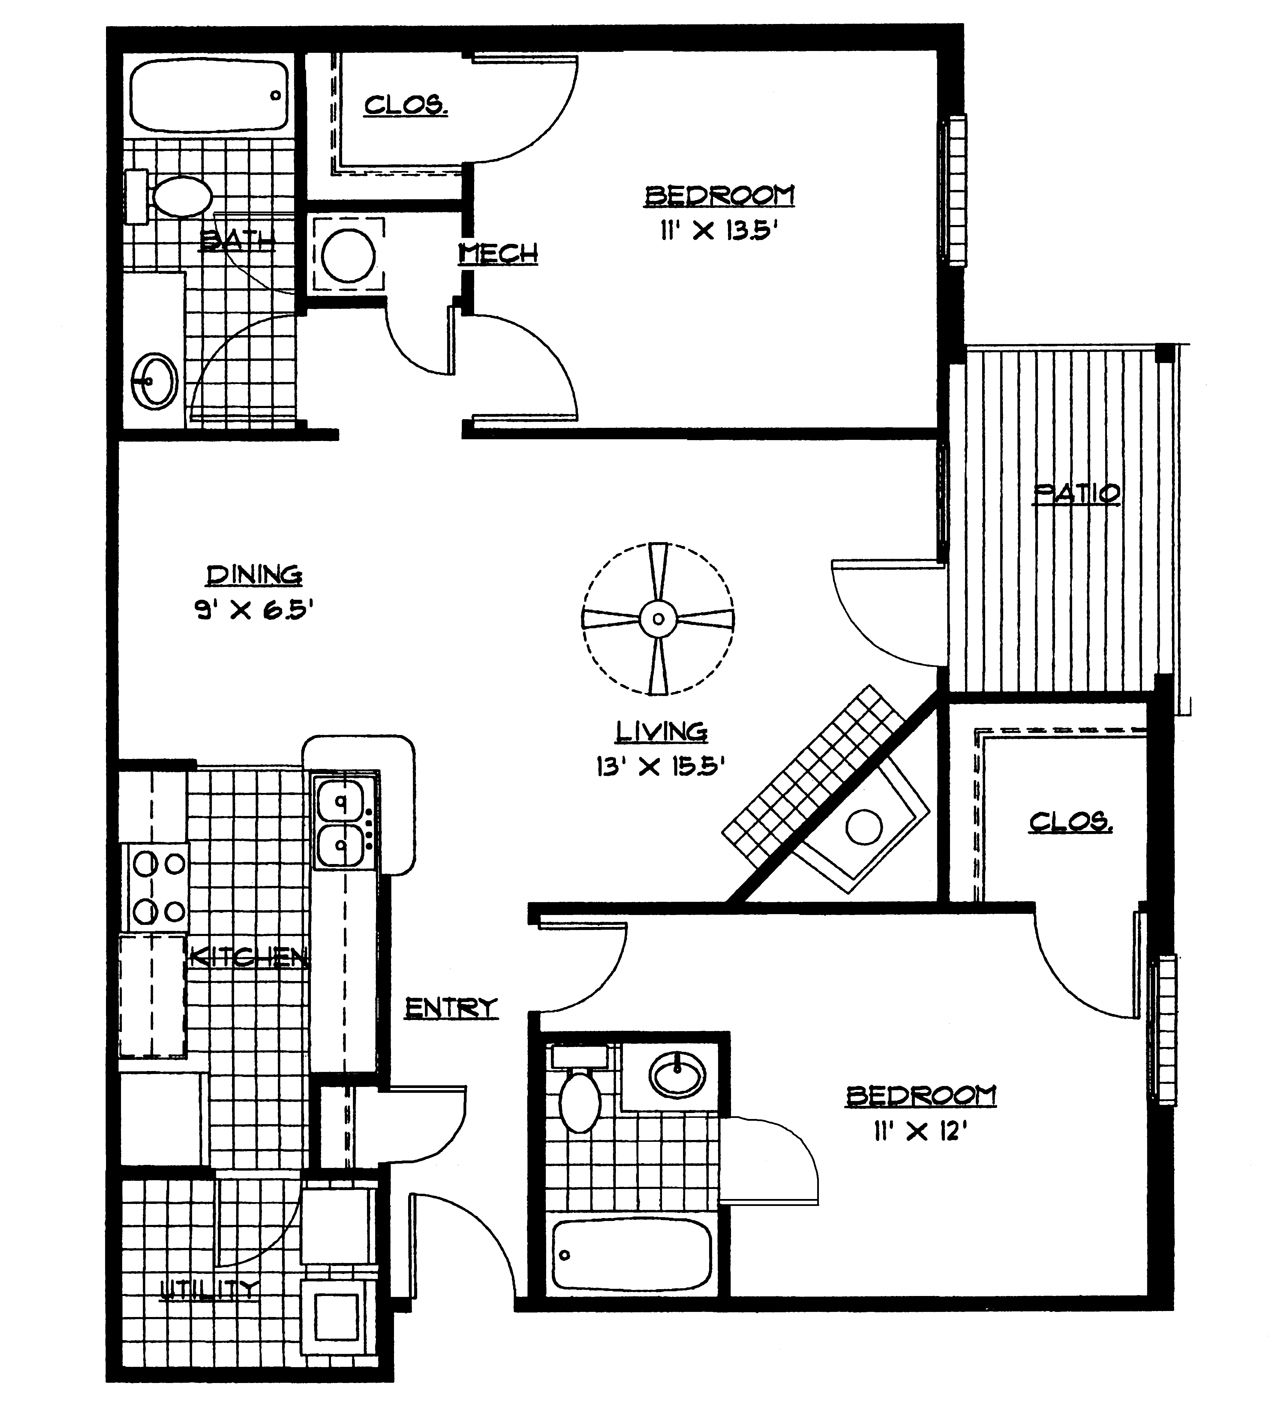 CLOS.
BEDROOM
11' X 13.5'
BATH
MECH
PATIO
DINING
9' X 6.5'
LIVING
13' X 15.5'
CLOS.
KITCHEN
ENTRY
BEDROOM
11' X 12'
UTILITY